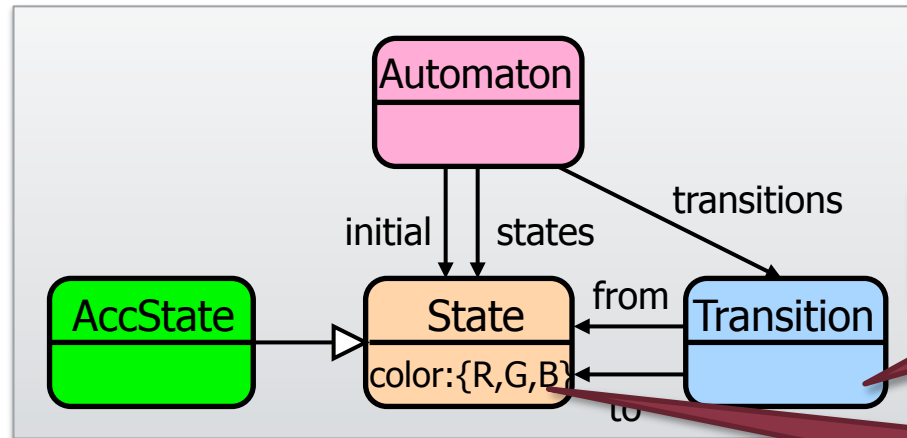 Automaton
transitions
initial
states
AccState
State
from
Transition
color:{R,G,B}
to